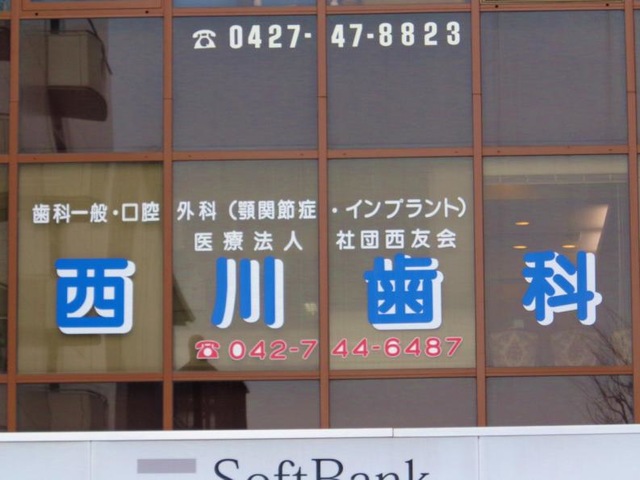 ☎ 0427-47-8823
歯科一般・口腔外科（顎関節症・インプラント）
医療法人社団西友会
西川歯科
☎ 042-744-6487
SoftBank